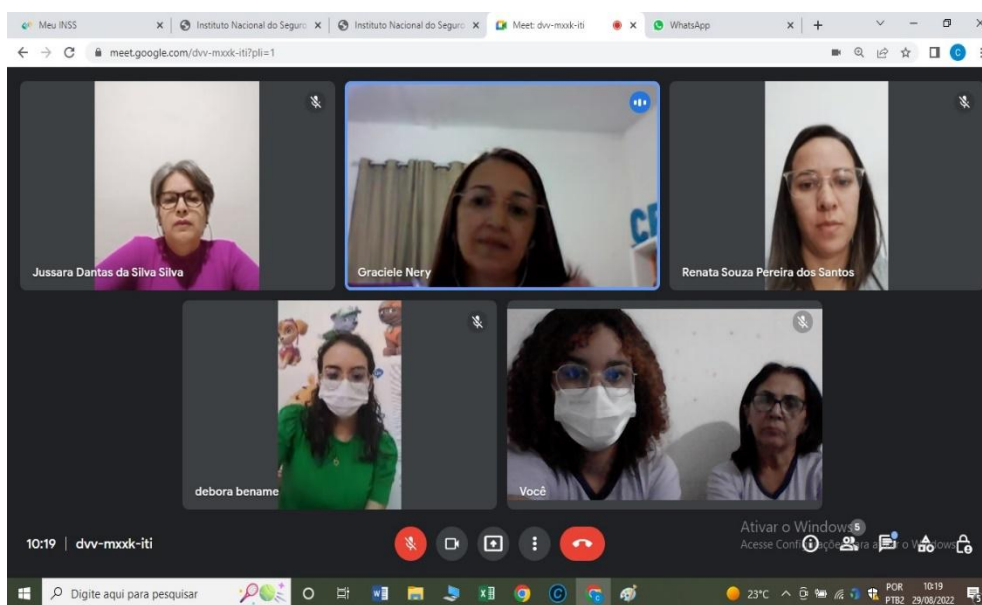 Meu INSS
Instituto Nacional do Seguro
Instituto Nacional do Seguro
Meet: dvv-mxxk-iti
WhatsApp
meet.google.com/dvv-mxxk-iti?pli=1
C
Jussara Dantas da Silva Silva
Graciele Nery
Renata Souza Pereira dos Santos
debora bename
Você
10:19 | dvv-mxxk-iti
Ativar o Windows
5
Digite aqui para pesquisar
23°C
POR
PTB2
10:19
29/08/2022
5